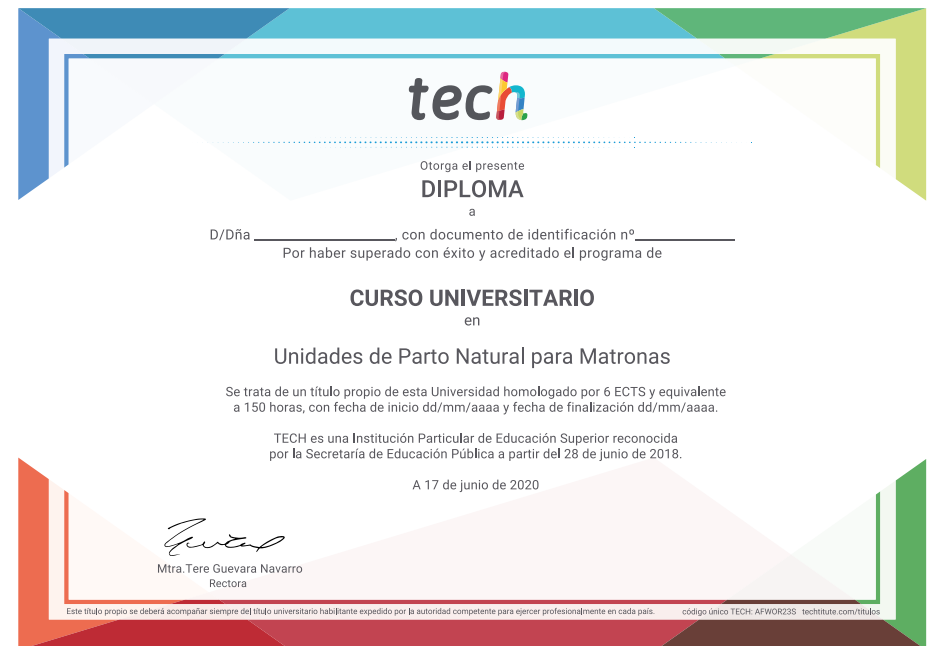 tech
Otorga el presente
DIPLOMA
a
D/Dña ____________________, con documento de identificación nº______________
Por haber superado con éxito y acreditado el programa de
CURSO UNIVERSITARIO
en
Unidades de Parto Natural para Matronas
Se trata de un título propio de esta Universidad homologado por 6 ECTS y equivalente
a 150 horas, con fecha de inicio dd/mm/aaaa y fecha de finalización dd/mm/aaaa.
TECH es una Institución Particular de Educación Superior reconocida
por la Secretaría de Educación Pública a partir del 28 de junio de 2018.
A 17 de junio de 2020
Mtra.Tere Guevara Navarro
Rectora
Este título propio se deberá acompañar siempre del título universitario habilitante expedido por la autoridad competente para ejercer profesionalmente en cada país. código único TECH: AFWOR23S techtitute.com/titulos